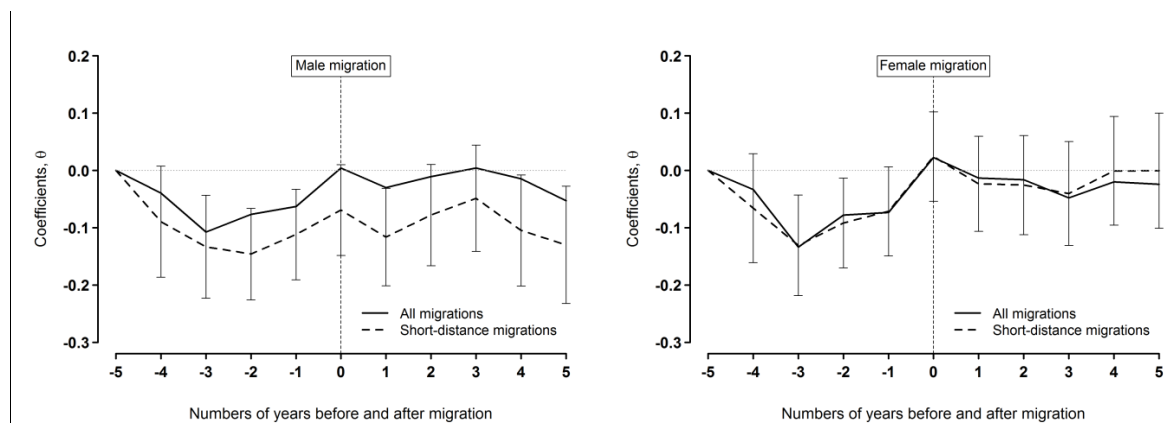 Male migration
0.2
0.1
0.0
-0.1
-0.2
-0.3
Coefficients, θ
All migrations
Short-distance migrations
-5 -4 -3 -2 -1 0 1 2 3 4 5
Numbers of years before and after migration
Female migration
0.2
0.1
0.0
-0.1
-0.2
-0.3
Coefficients, θ
All migrations
Short-distance migrations
-5 -4 -3 -2 -1 0 1 2 3 4 5
Numbers of years before and after migration